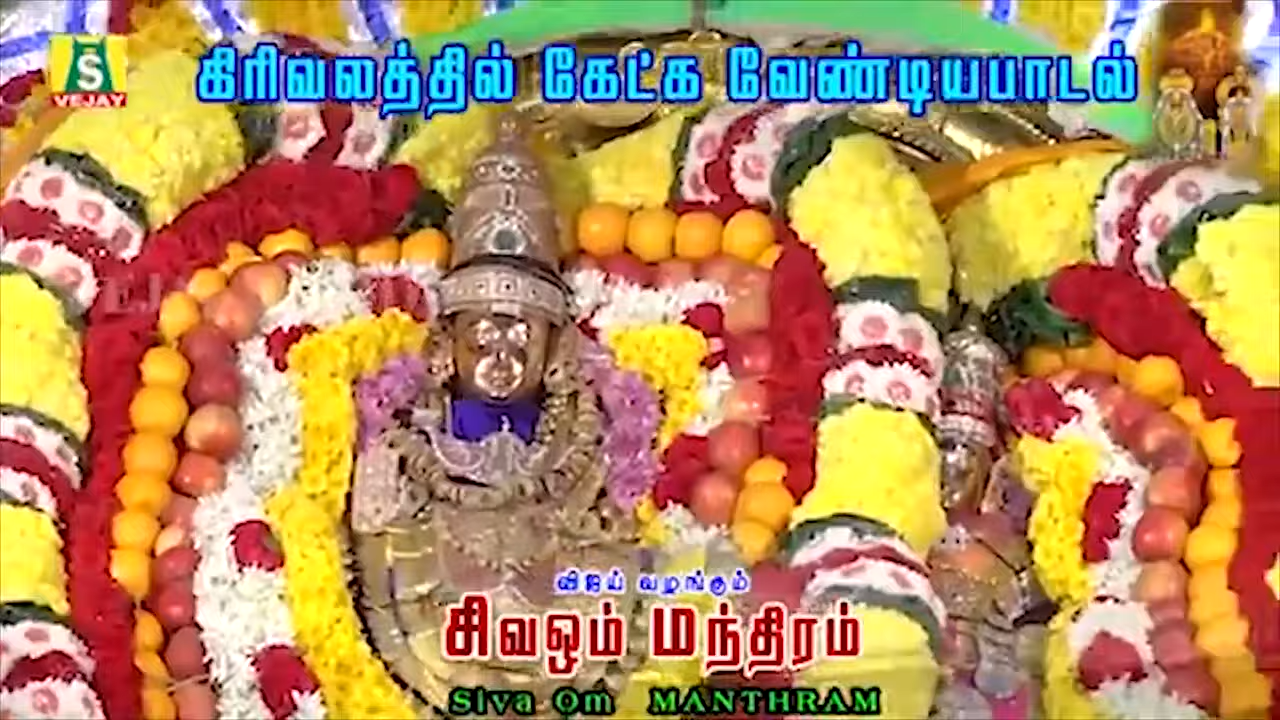 S
VEJAY
கிரிவலத்தில் கேட்க வேண்டியபாடல்
விஜய் வழங்கும்
சிவஓம் மந்திரம்
Siva Om MANTHRAM